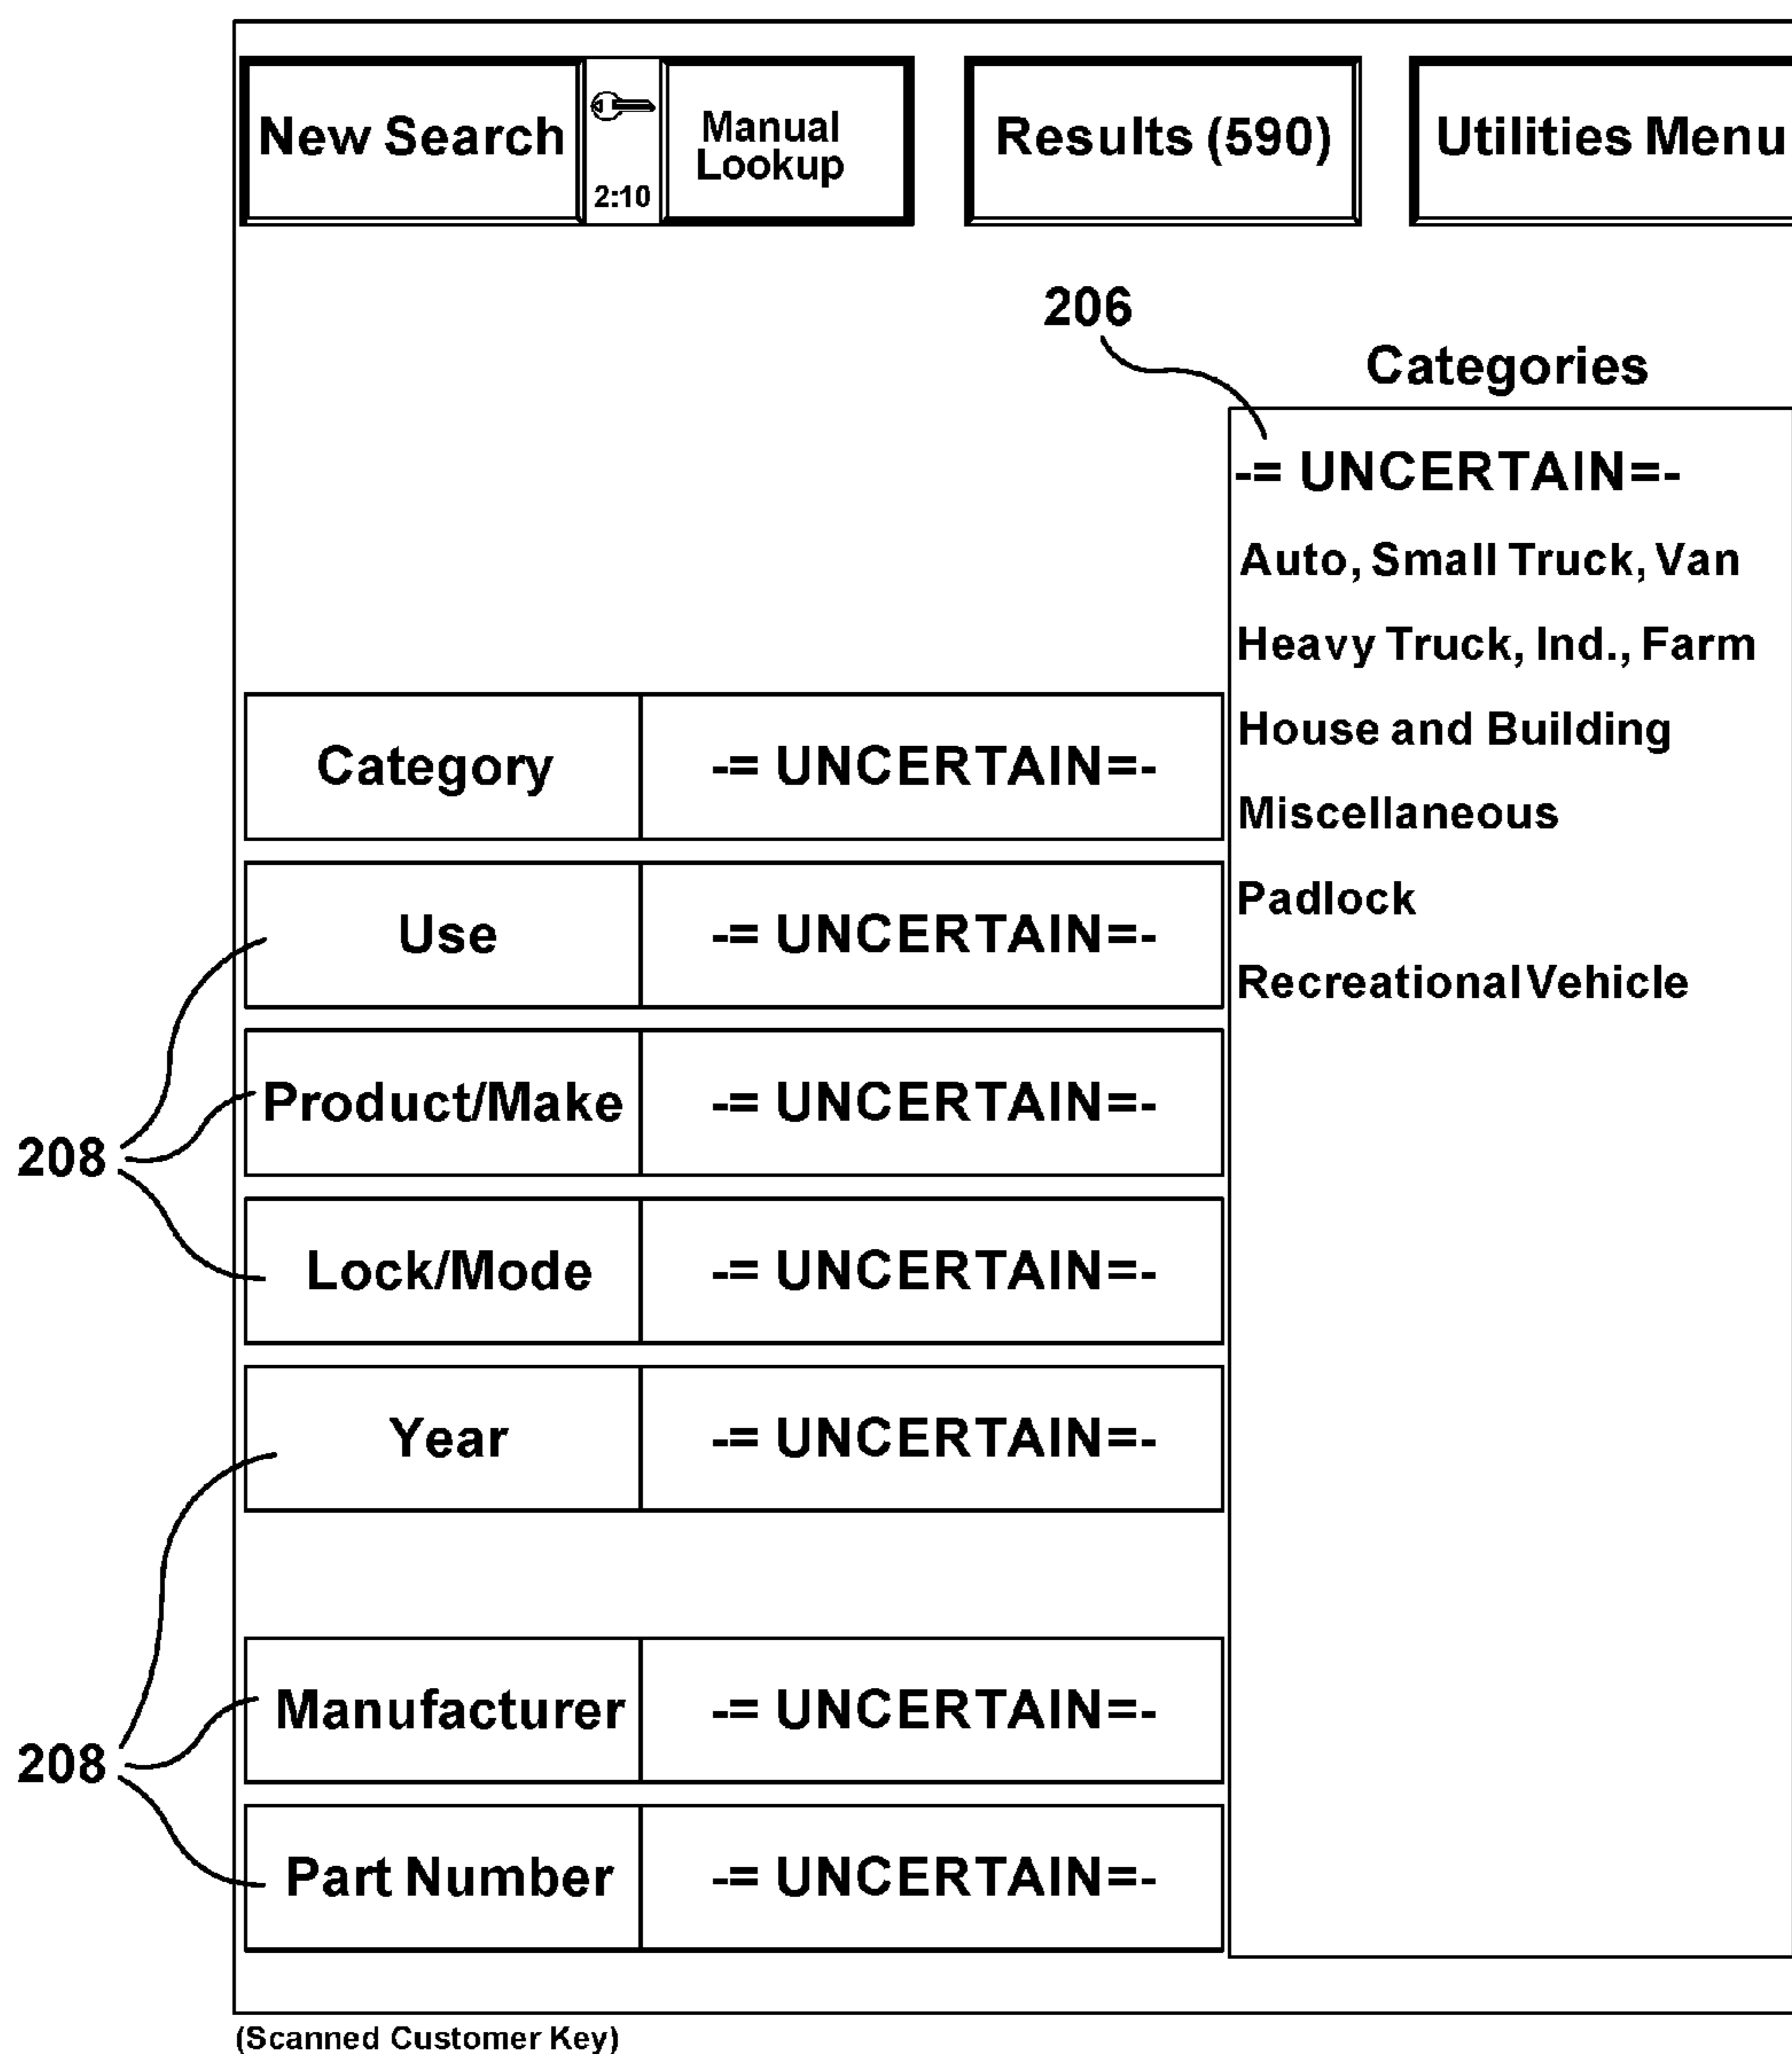 New Search
2:10
Manual
Lookup
Results (590)
Utilities Menu
206
Categories
-= UNCERTAIN=-
Auto, Small Truck, Van
Heavy Truck, Ind., Farm
House and Building
Miscellaneous
Padlock
Recreational Vehicle
Category -= UNCERTAIN=-
Use -= UNCERTAIN=-
Product/Make -= UNCERTAIN=-
208
Lock/Mode -= UNCERTAIN=-
Year -= UNCERTAIN=-
Manufacturer -= UNCERTAIN=-
208
Part Number -= UNCERTAIN=-
(Scanned Customer Key)